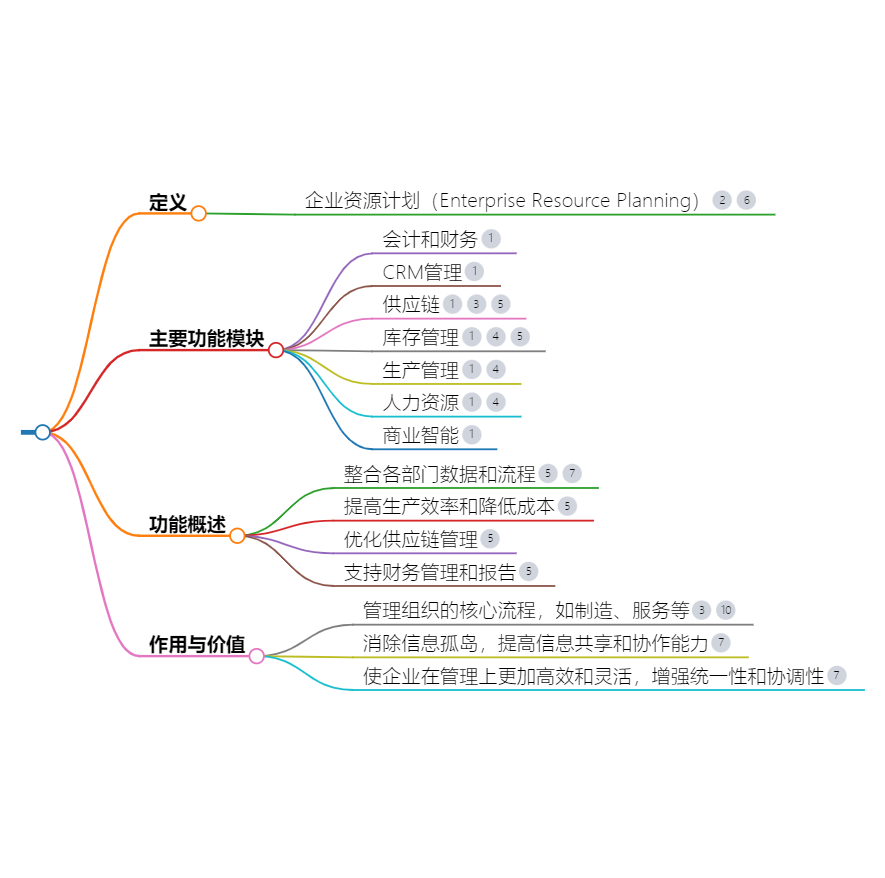 定义
企业资源计划（Enterprise Resource Planning） 2 6
主要功能模块
会计和财务 1
CRM管理 1
供应链 1 3 5
库存管理 1 4 5
生产管理 1 4
人力资源 1 4
商业智能 1
功能概述
整合各部门数据和流程 5 7
提高生产效率和降低成本 5
优化供应链管理 5
支持财务管理和报告 5
作用与价值
管理组织的核心流程，如制造、服务等 3 10
消除信息孤岛，提高信息共享和协作能力 7
使企业在管理上更加高效和灵活，增强统一性和协调性 7